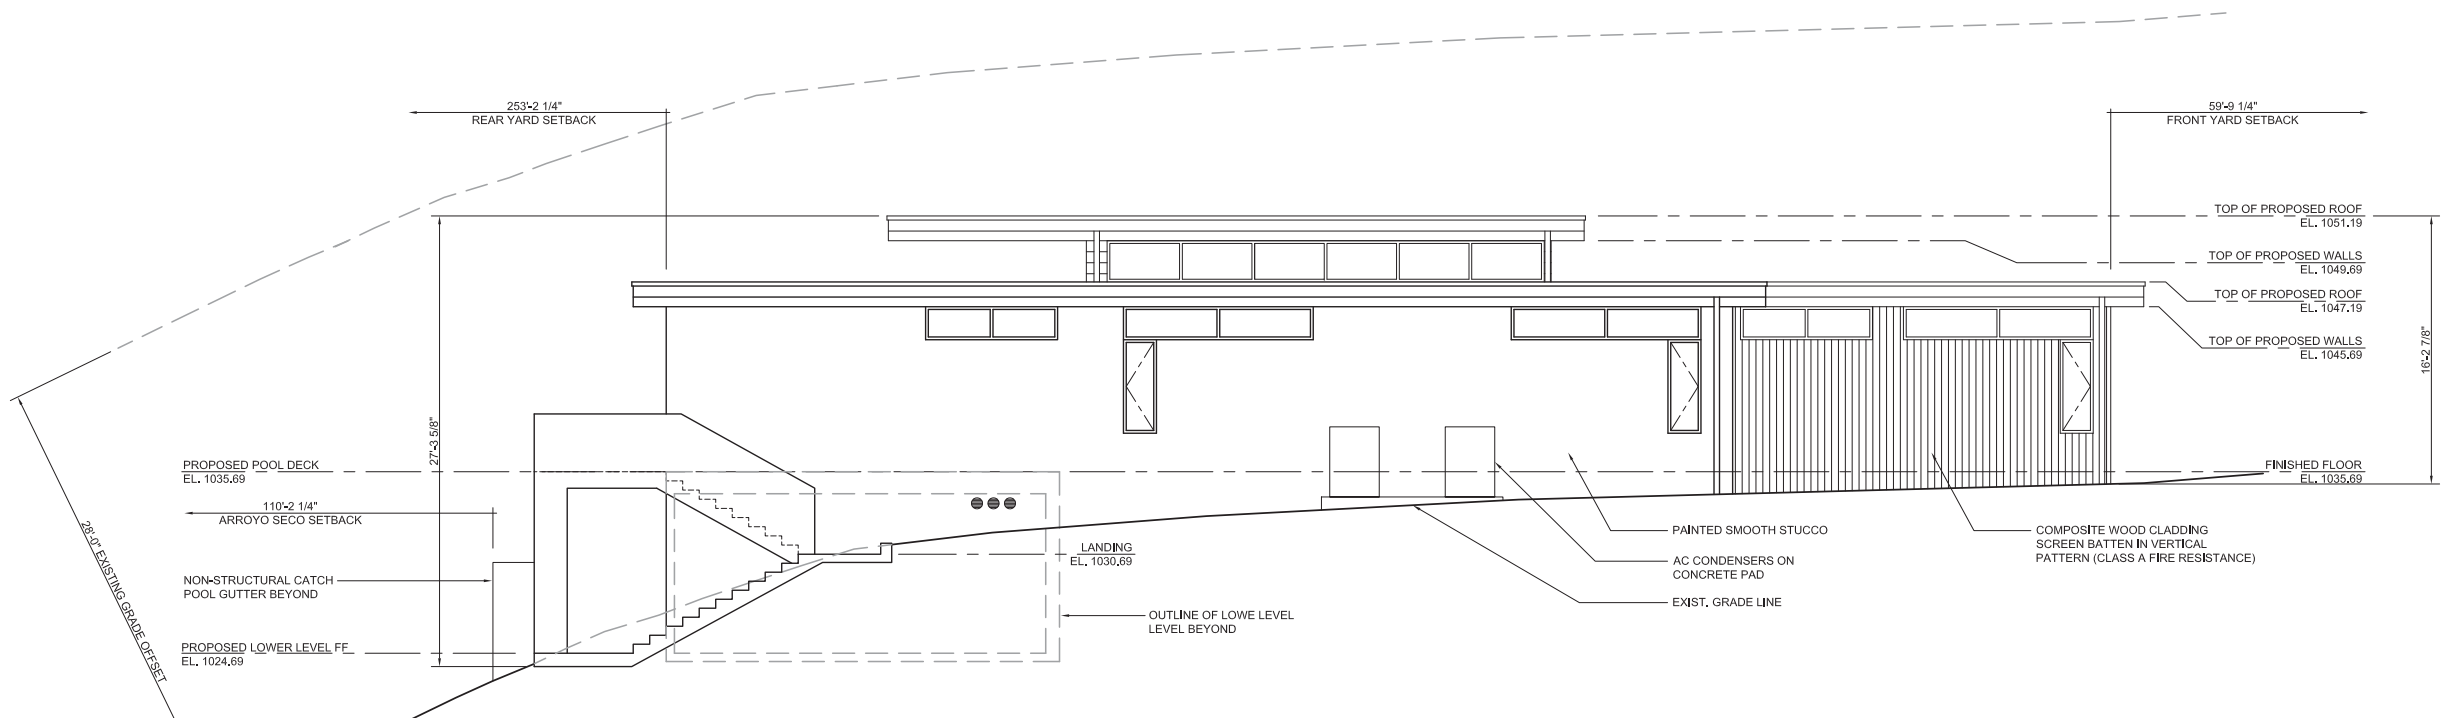 253'-2 1/4"
REAR YARD SETBACK
59'-9 1/4"
FRONT YARD SETBACK
TOP OF PROPOSED ROOF
EL. 1051.19
TOP OF PROPOSED WALLS
EL. 1049.69
TOP OF PROPOSED ROOF
EL. 1047.19
TOP OF PROPOSED WALLS
EL. 1045.69
16'-2 7/8"
27'-3 5/8"
PROPOSED POOL DECK
EL. 1035.69
FINISHED FLOOR
EL. 1035.69
110'-2 1/4"
ARROYO SECO SETBACK
28'-0" EXISTING GRADE OFFSET
NON-STRUCTURAL CATCH
POOL GUTTER BEYOND
LANDING
EL. 1030.69
PAINTED SMOOTH STUCCO
AC CONDENSERS ON
CONCRETE PAD
EXIST. GRADE LINE
COMPOSITE WOOD CLADDING
SCREEN BATTEN IN VERTICAL
PATTERN (CLASS A FIRE RESISTANCE)
OUTLINE OF LOWE LEVEL
LEVEL BEYOND
PROPOSED LOWER LEVEL FF
EL. 1024.69